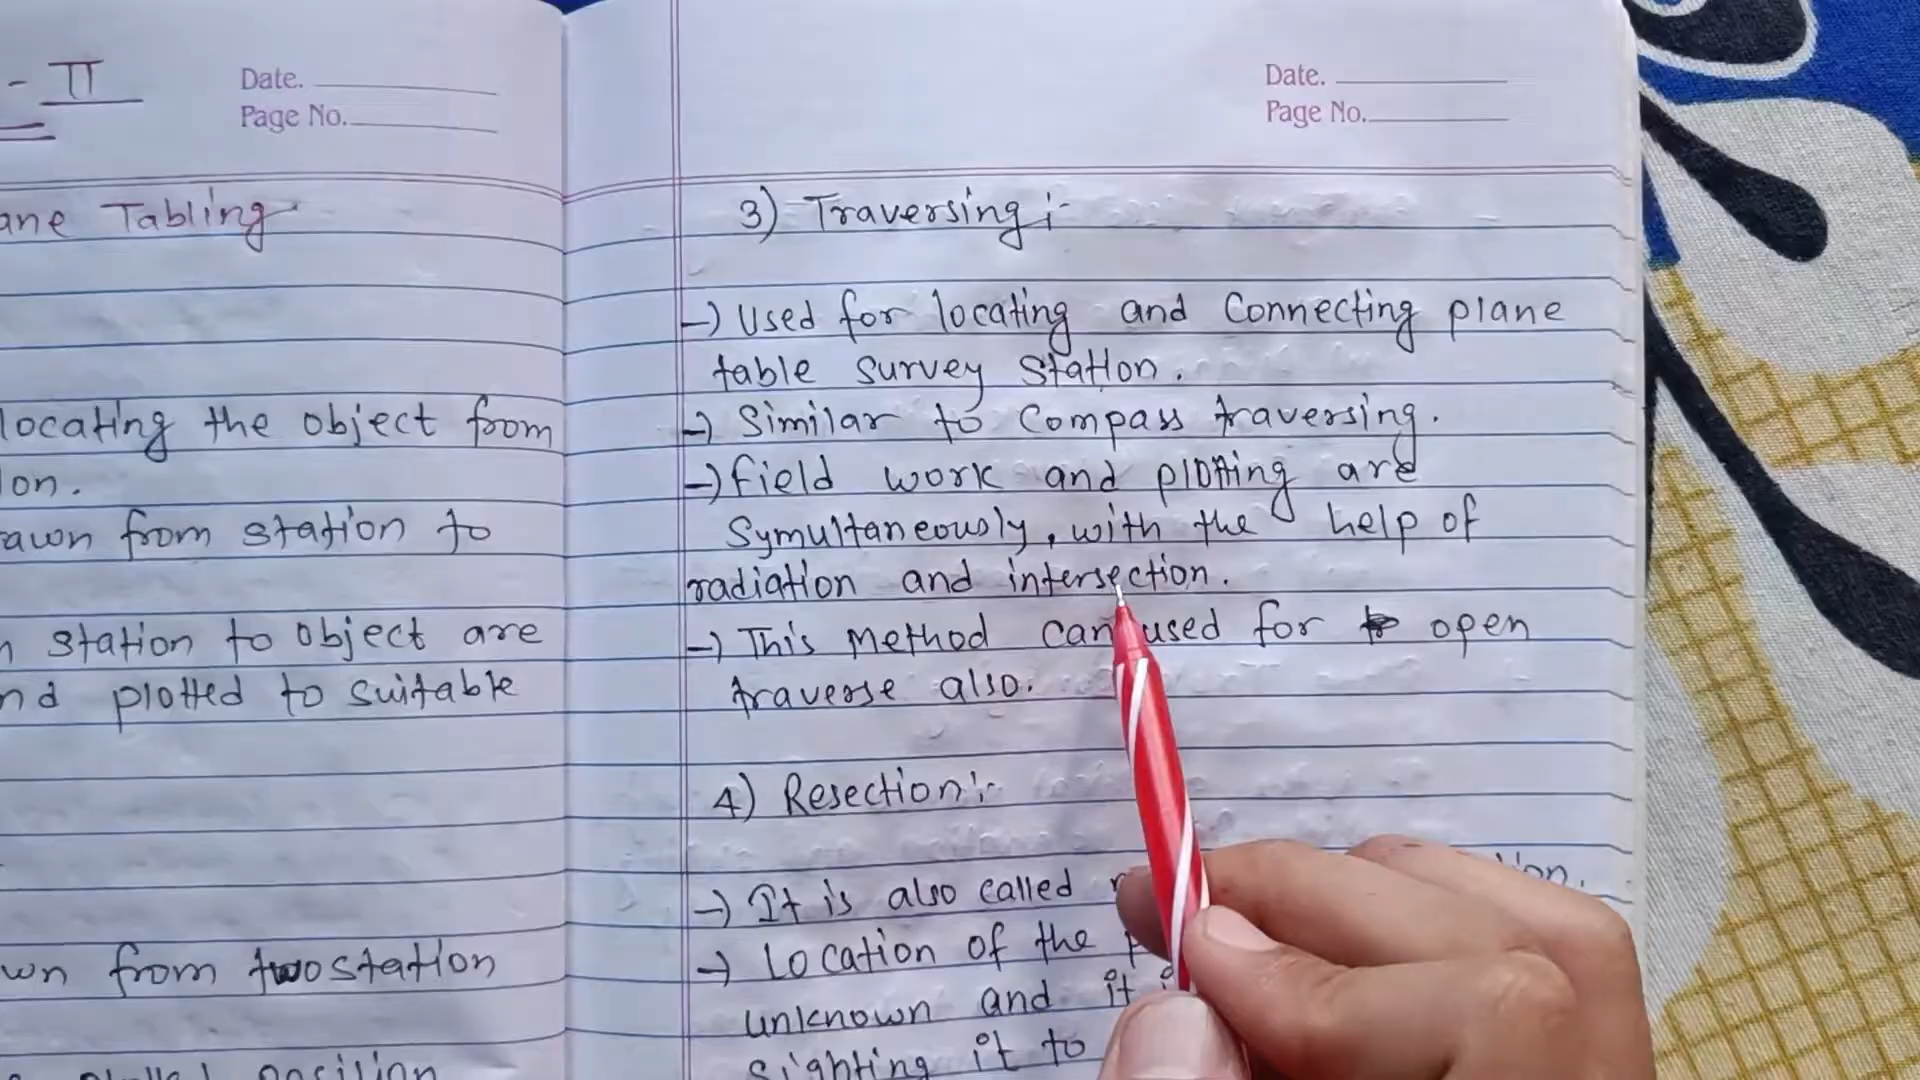 - II
Date.
Page No.
ane Tabling
locating the object from
on.
awn from station to
n station to object are
nd plotted to suitable
wn from two station
Date.
Page No.
3) Traversing :-
→ Used for locating and Connecting plane
table survey station.
→ Similar to Compass traversing.
→ field work and plotting are
Symultaneously, with the help of
radiation and intersection.
→ This Method can used for open
traverse also.
4) Resection :-
→ It is also called
→ Location of the
unknown and it
sighting it to